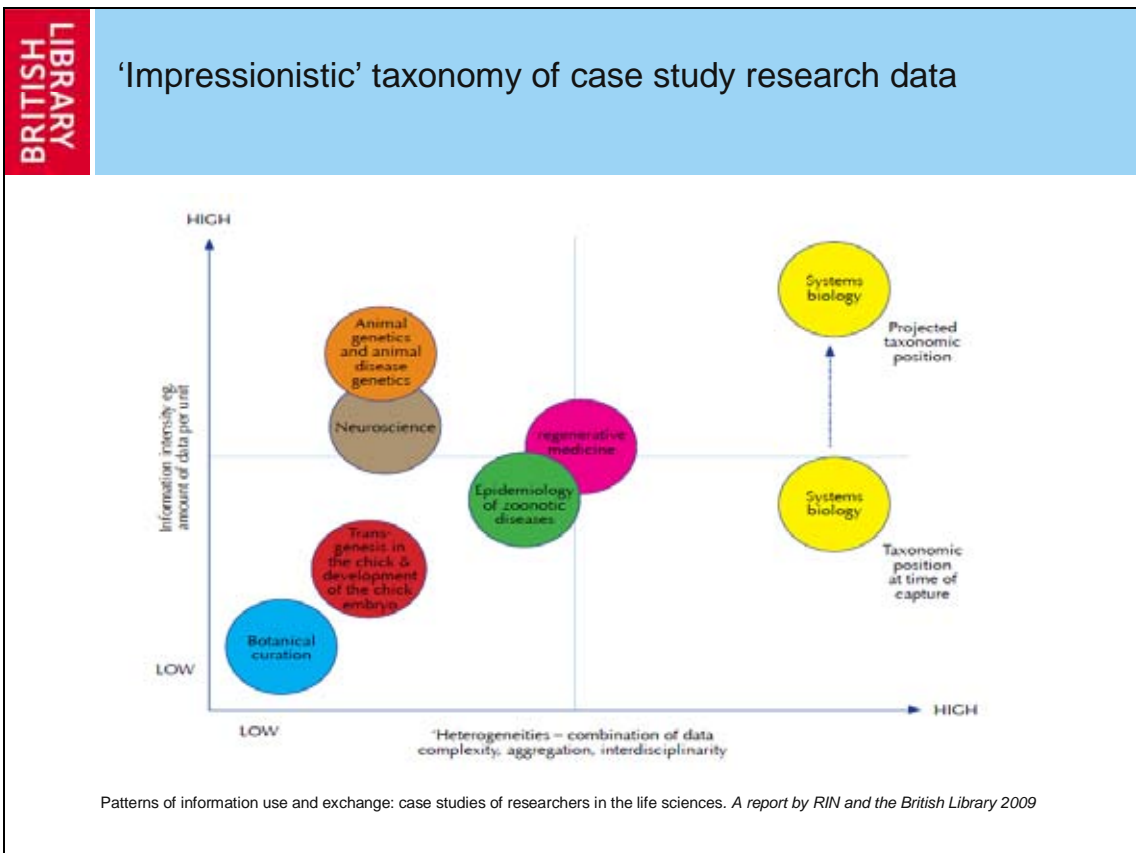 LIBRARY
BRITISH
‘Impressionistic’ taxonomy of case study research data
HIGH
Information intensity eg,
amount of data per unit
Animal
genetics
and animal
disease
genetics
Neuroscience
regenerative
medicine
Epidemiology
of zoonotic
diseases
Trans-
genesis in
the chick &
development
of the chick
embryo
Botanical
curation
Systems
biology
Projected
taxonomic
position
Systems
biology
Taxonomic
position
at time of
capture
LOW
LOW
HIGH
'Heterogeneities – combination of data
complexity, aggregation, interdisciplinarity
Patterns of information use and exchange: case studies of researchers in the life sciences. A report by RIN and the British Library 2009